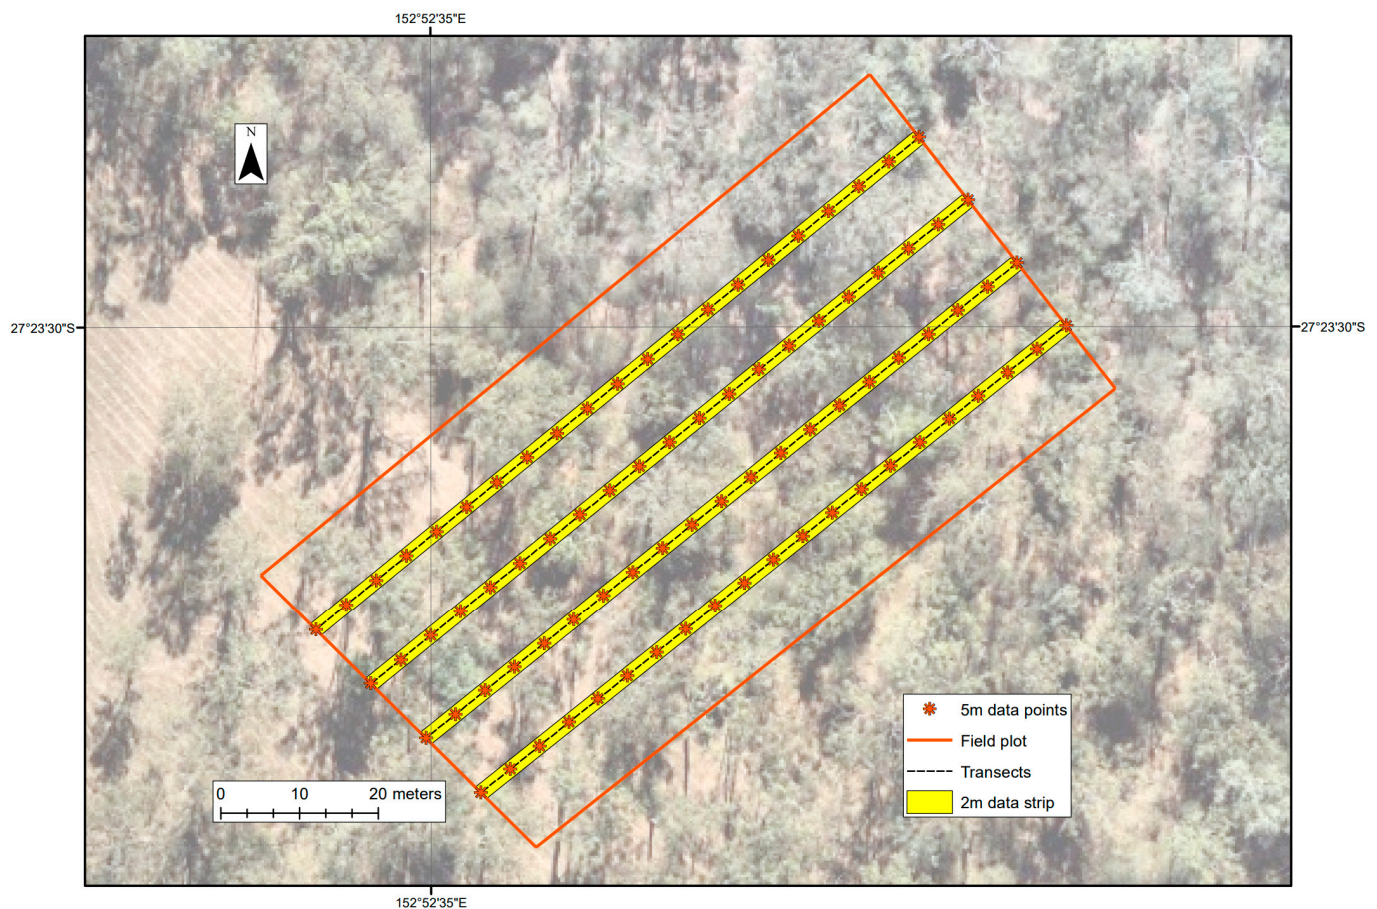 152°52'35"E
N
27°23'30"S
27°23'30"S
5m data points
Field plot
Transects
2m data strip
0 10 20 meters
152°52'35"E